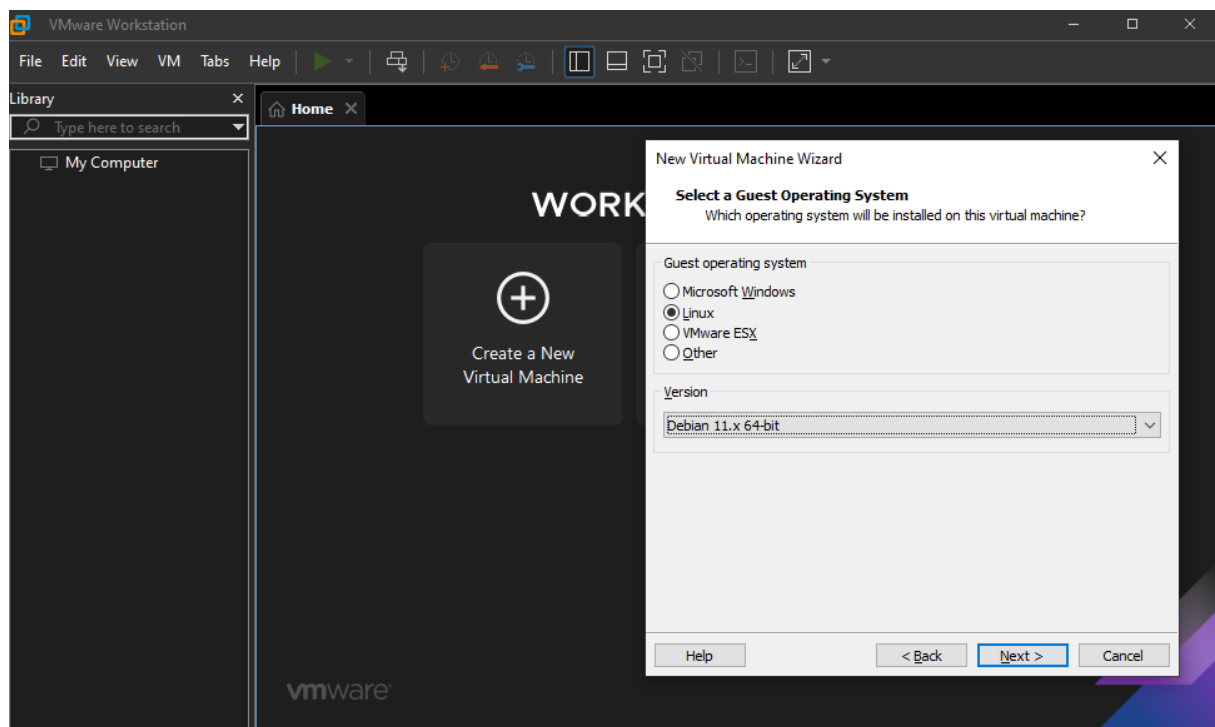 VMware Workstation
File Edit View VM Tabs Help
Library
Type here to search
My Computer
Home
WORK
Create a New
Virtual Machine
vmware
New Virtual Machine Wizard
Select a Guest Operating System
Which operating system will be installed on this virtual machine?
Guest operating system
Microsoft Windows
Linux
VMware ESX
Other
Version
Debian 11.x 64-bit
Help < Back Next > Cancel